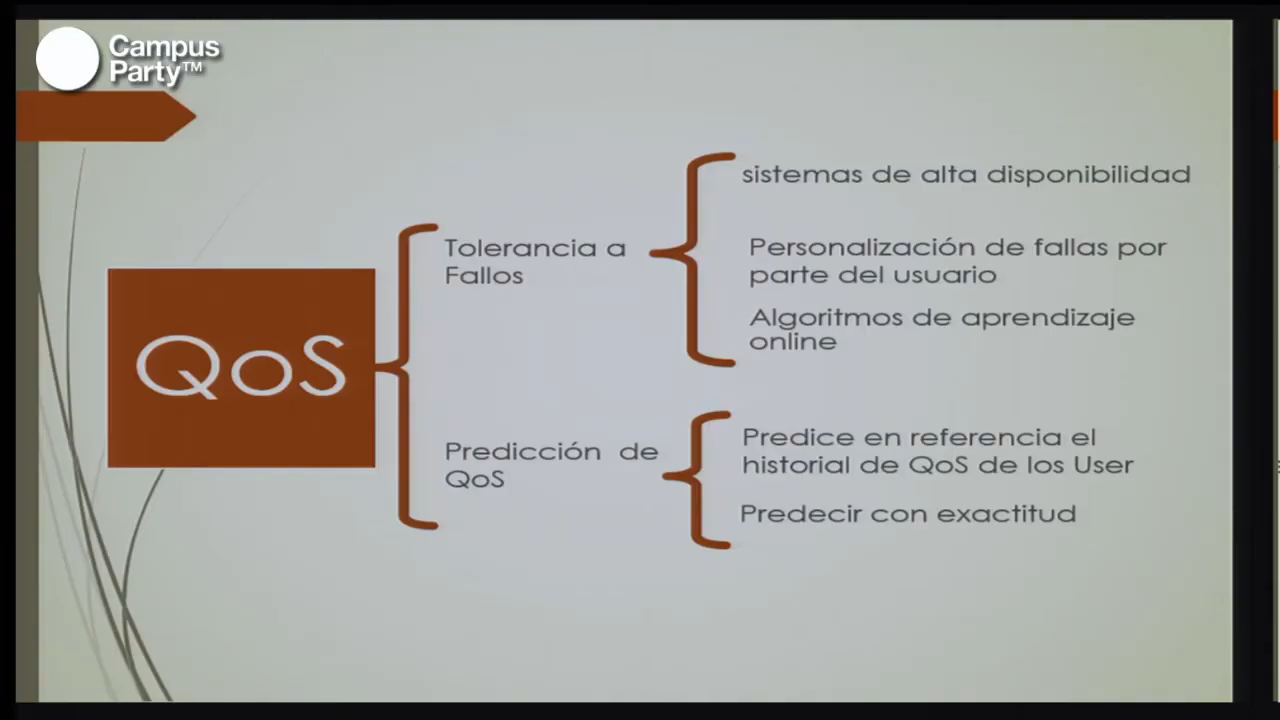 Campus
Party™
QoS
Tolerancia a
Fallos
sistemas de alta disponibilidad
Personalización de fallas por
parte del usuario
Algoritmos de aprendizaje
online
Predicción de
QoS
Predice en referencia el
historial de QoS de los User
Predecir con exactitud